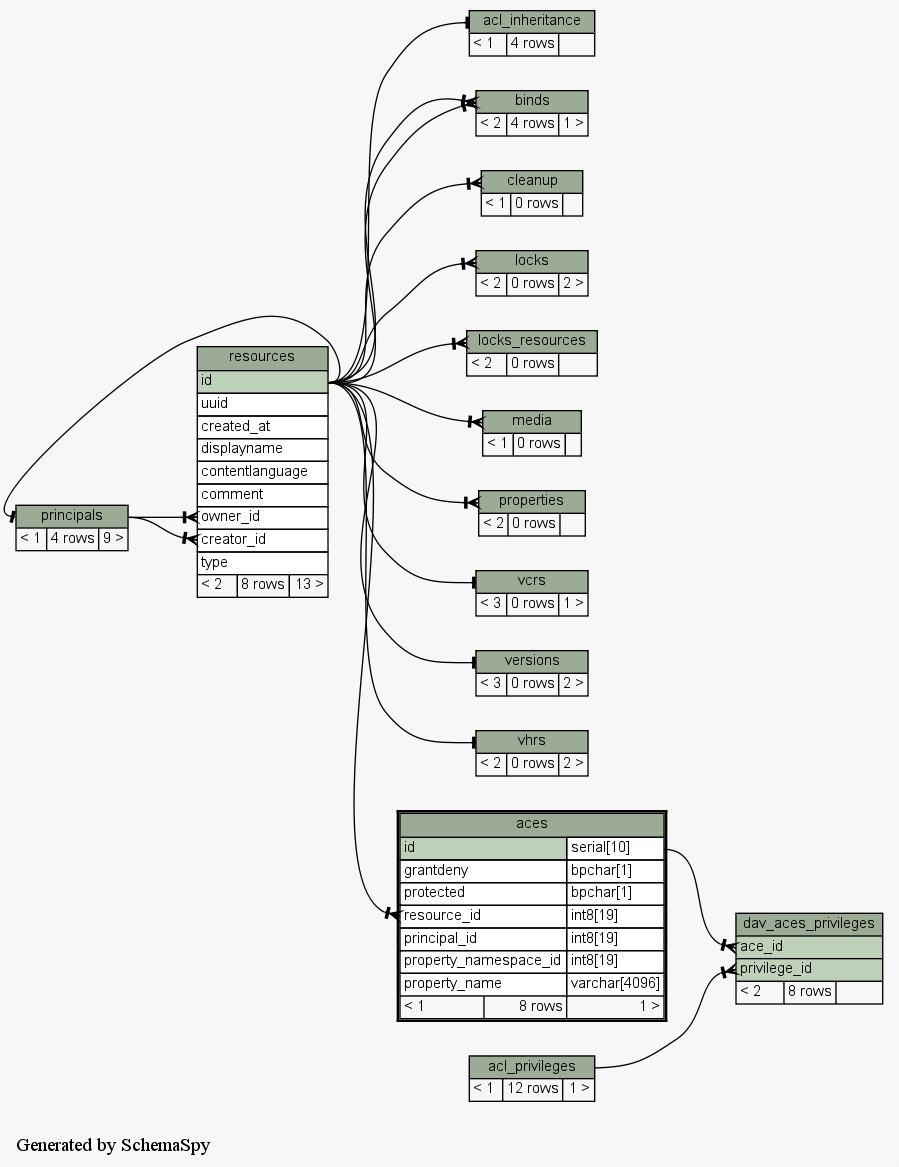 acl_inheritance
< 1 4 rows
binds
< 2 4 rows 1 >
cleanup
< 1 0 rows
locks
< 2 0 rows 2 >
locks_resources
< 2 0 rows
media
< 1 0 rows
properties
< 2 0 rows
vcrs
< 3 0 rows 1 >
versions
< 3 0 rows 2 >
vhrs
< 2 0 rows 2 >
resources
id
uuid
created_at
displayname
contentlanguage
comment
owner_id
creator_id
type
< 2 8 rows 13 >
principals
< 1 4 rows 9 >
aces
id serial[10]
grantdeny bpchar[1]
protected bpchar[1]
resource_id int8[19]
principal_id int8[19]
property_namespace_id int8[19]
property_name varchar[4096]
< 1 8 rows 1 >
dav_aces_privileges
ace_id
privilege_id
< 2 8 rows
acl_privileges
< 1 12 rows 1 >
Generated by SchemaSpy